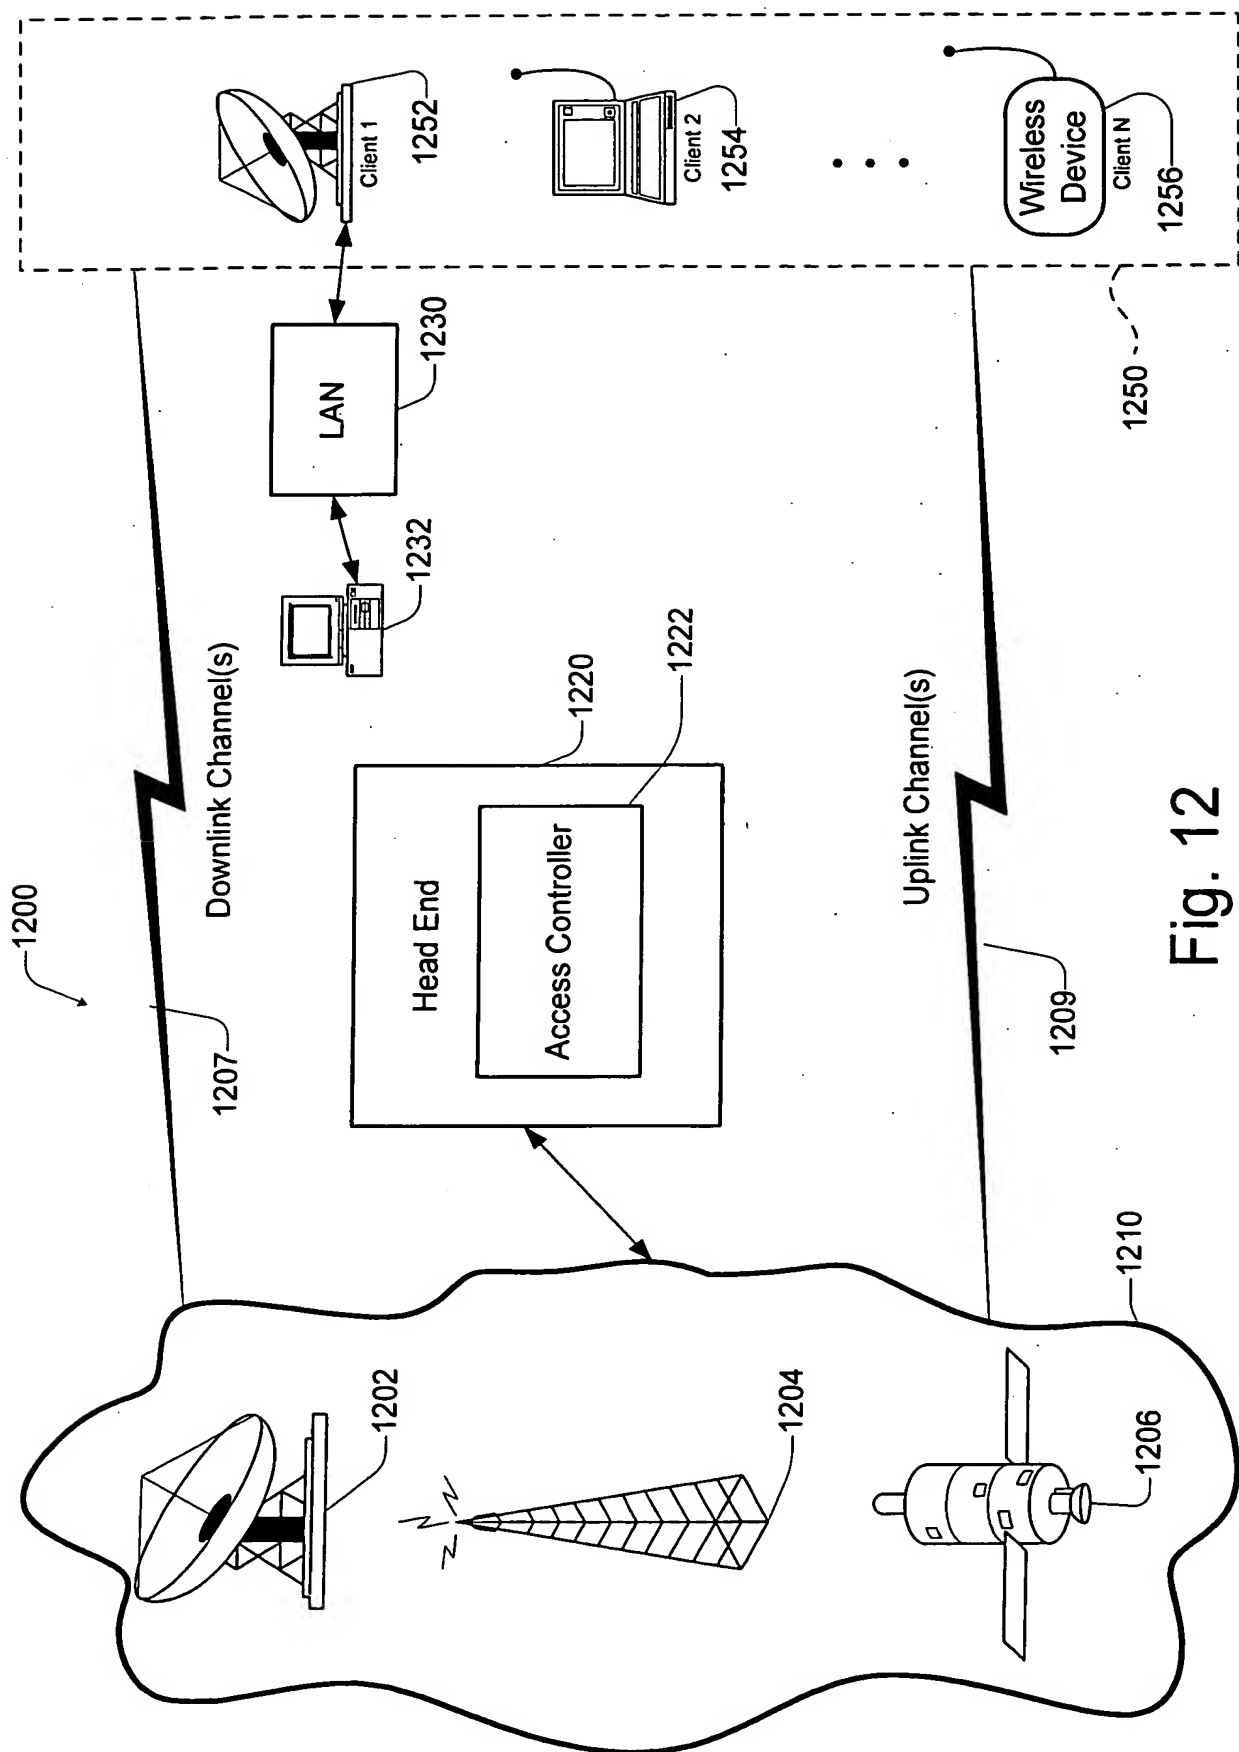 1200
1207
Downlink Channel(s)
1202
1204
1206
1210
Head End
Access Controller
1220
1222
1232
LAN
1230
Client 1
1252
Client 2
1254
Wireless
Device
Client N
1256
1250
Uplink Channel(s)
1209
Fig. 12